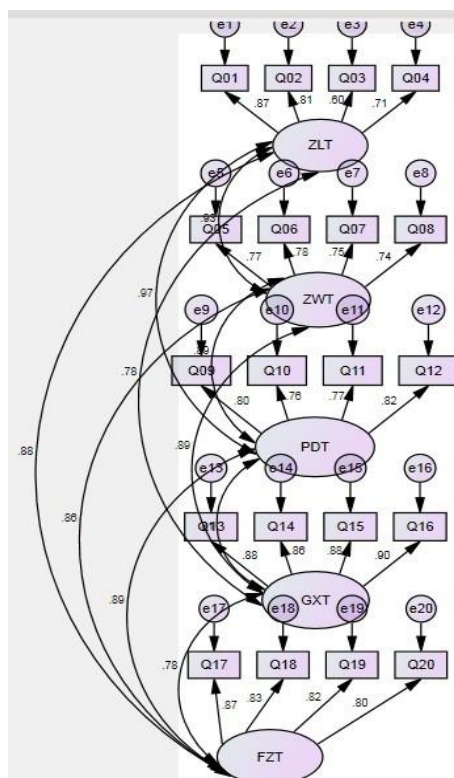 e1 e2 e3 e4
Q01 Q02 Q03 Q04
.87 .81 .60 .71
ZLT
e5 e6 e7 e8
.93
Q05 Q06 Q07 Q08
.77 .78 .75 .74
.97
ZWT
e9 e10 e11 e12
.78
Q09 Q10 Q11 Q12
.80 .76 .77 .82
.88 .89
PDT
e13 e14 e15 e16
.86
Q13 Q14 Q15 Q16
.88 .86 .88 .90
.89
GXT
e17 e18 e19 e20
.78
Q17 Q18 Q19 Q20
.87 .83 .82 .80
FZT